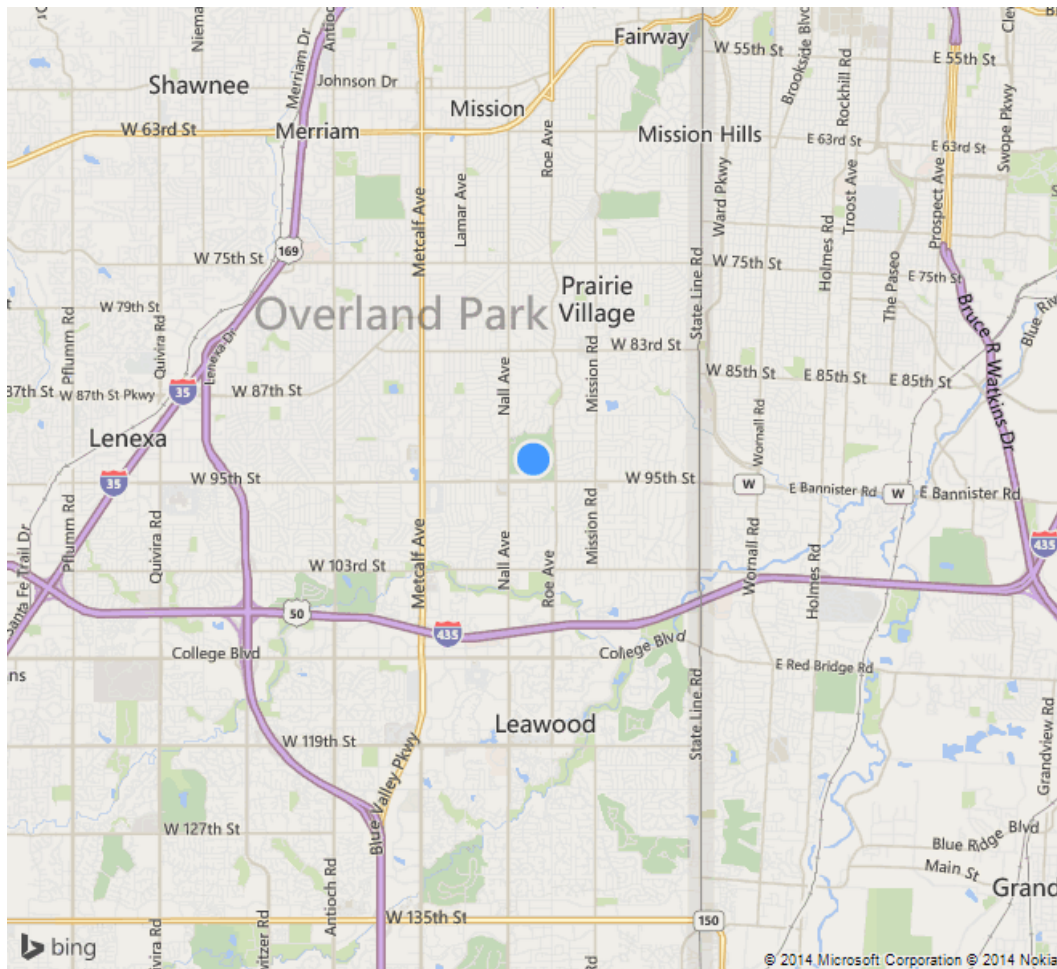 Fairway
W 55th St
E 55th St
Brookside Blvd
Rockhill Rd
Swope Pkwy
Merriam Dr
Johnson Dr
Shawnee
Mission
W 63rd St
Merriam
Roe Ave
Mission Hills
E 63rd St
E 63rd St
Metcalf Ave
Lamar Ave
Ward Pkwy
Troost Ave
Prospect Ave
Holmes Rd
The Paseo
169
W 75th St
W 75th St
E 75th St
State Line Rd
W 79th St
Overland Park
Prairie
Village
Bruce R Watkins Dr
Pflumm Rd
Quivira Rd
Lenexa Dr
W 83rd St
Nall Ave
Mission Rd
W 85th St
E 85th St
E 85th St
W 87th St Pkwy
35
W 87th St
Wornall Rd
Lenexa
35
W 95th St
W 95th St
W
E Bannister Rd
W
E Bannister Rd
Santa Fe Trail Dr
Pflumm Rd
Quivira Rd
Metcalf Ave
Nall Ave
Roe Ave
Mission Rd
Wornall Rd
Holmes Rd
435
W 103rd St
50
435
College Blvd
College Blvd
E Red Bridge Rd
State Line Rd
Leawood
W 119th St
Grandview Rd
Blue Valley Pkwy
W 127th St
Blue Ridge Blvd
Main St
Antioch Rd
W 135th St
150
bing
© 2014 Microsoft Corporation © 2014 Nokia